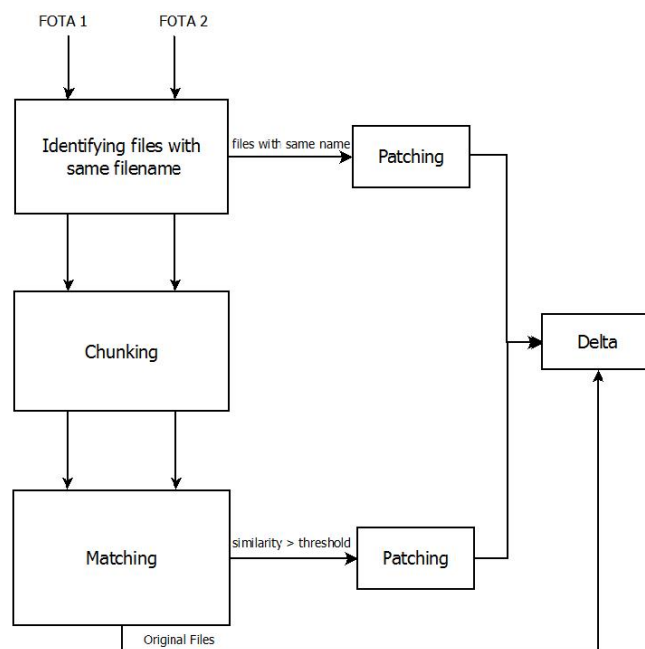 FOTA 1
FOTA 2
Identifying files with
same filename
files with same name
Patching
Chunking
Delta
Matching
similarity > threshold
Patching
Original Files